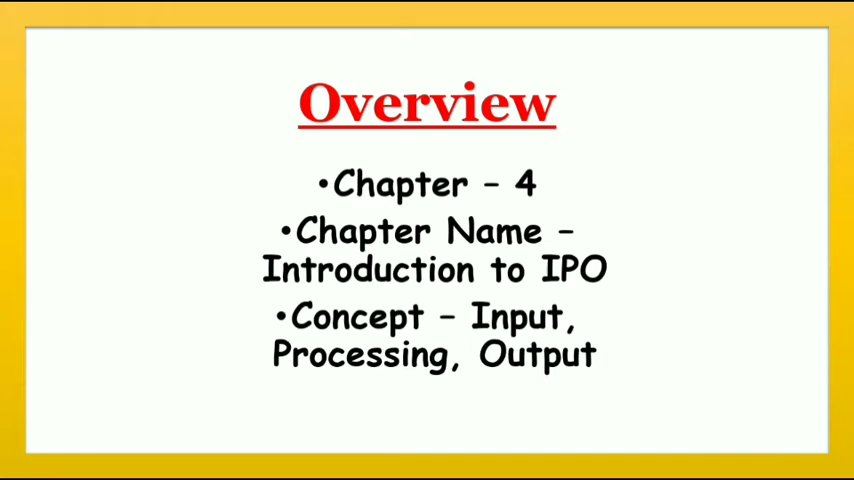 Overview
•Chapter – 4
•Chapter Name –
Introduction to IPO
•Concept – Input,
Processing, Output